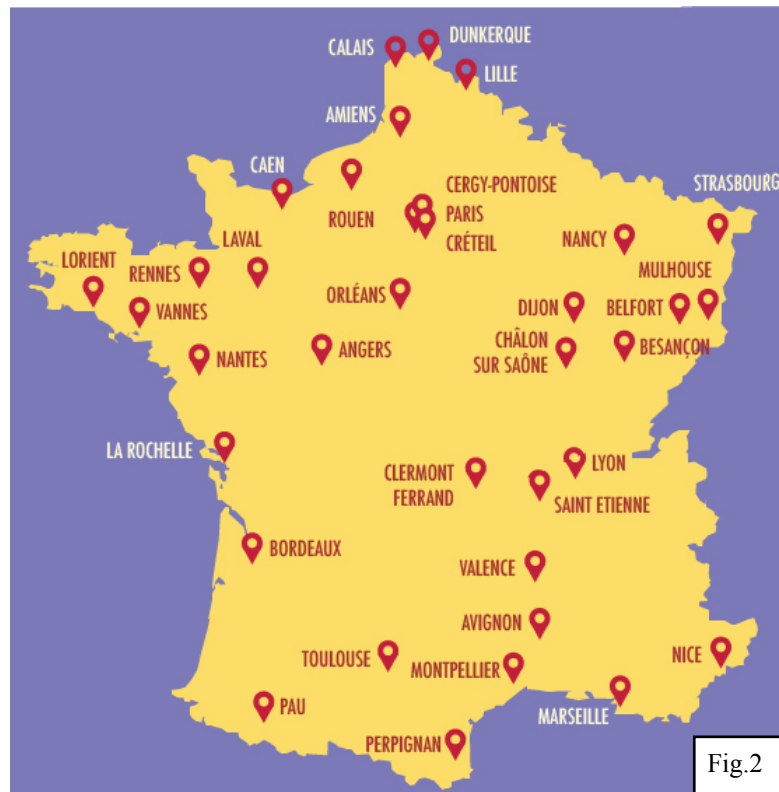 DUNKERQUE
CALAIS
LILLE
AMIENS
CAEN
CERGY-PONTOISE
STRASBOURG
ROUEN
PARIS
CRÉTEIL
NANCY
LAVAL
LORIENT
RENNES
MULHOUSE
ORLÉANS
VANNES
DIJON
BELFORT
ANGERS
NANTES
CHÂLON
SUR SAÔNE
BESANÇON
LA ROCHELLE
CLERMONT
FERRAND
LYON
SAINT ETIENNE
BORDEAUX
VALENCE
AVIGNON
TOULOUSE
MONTPELLIER
NICE
PAU
MARSEILLE
PERPIGNAN
Fig.2